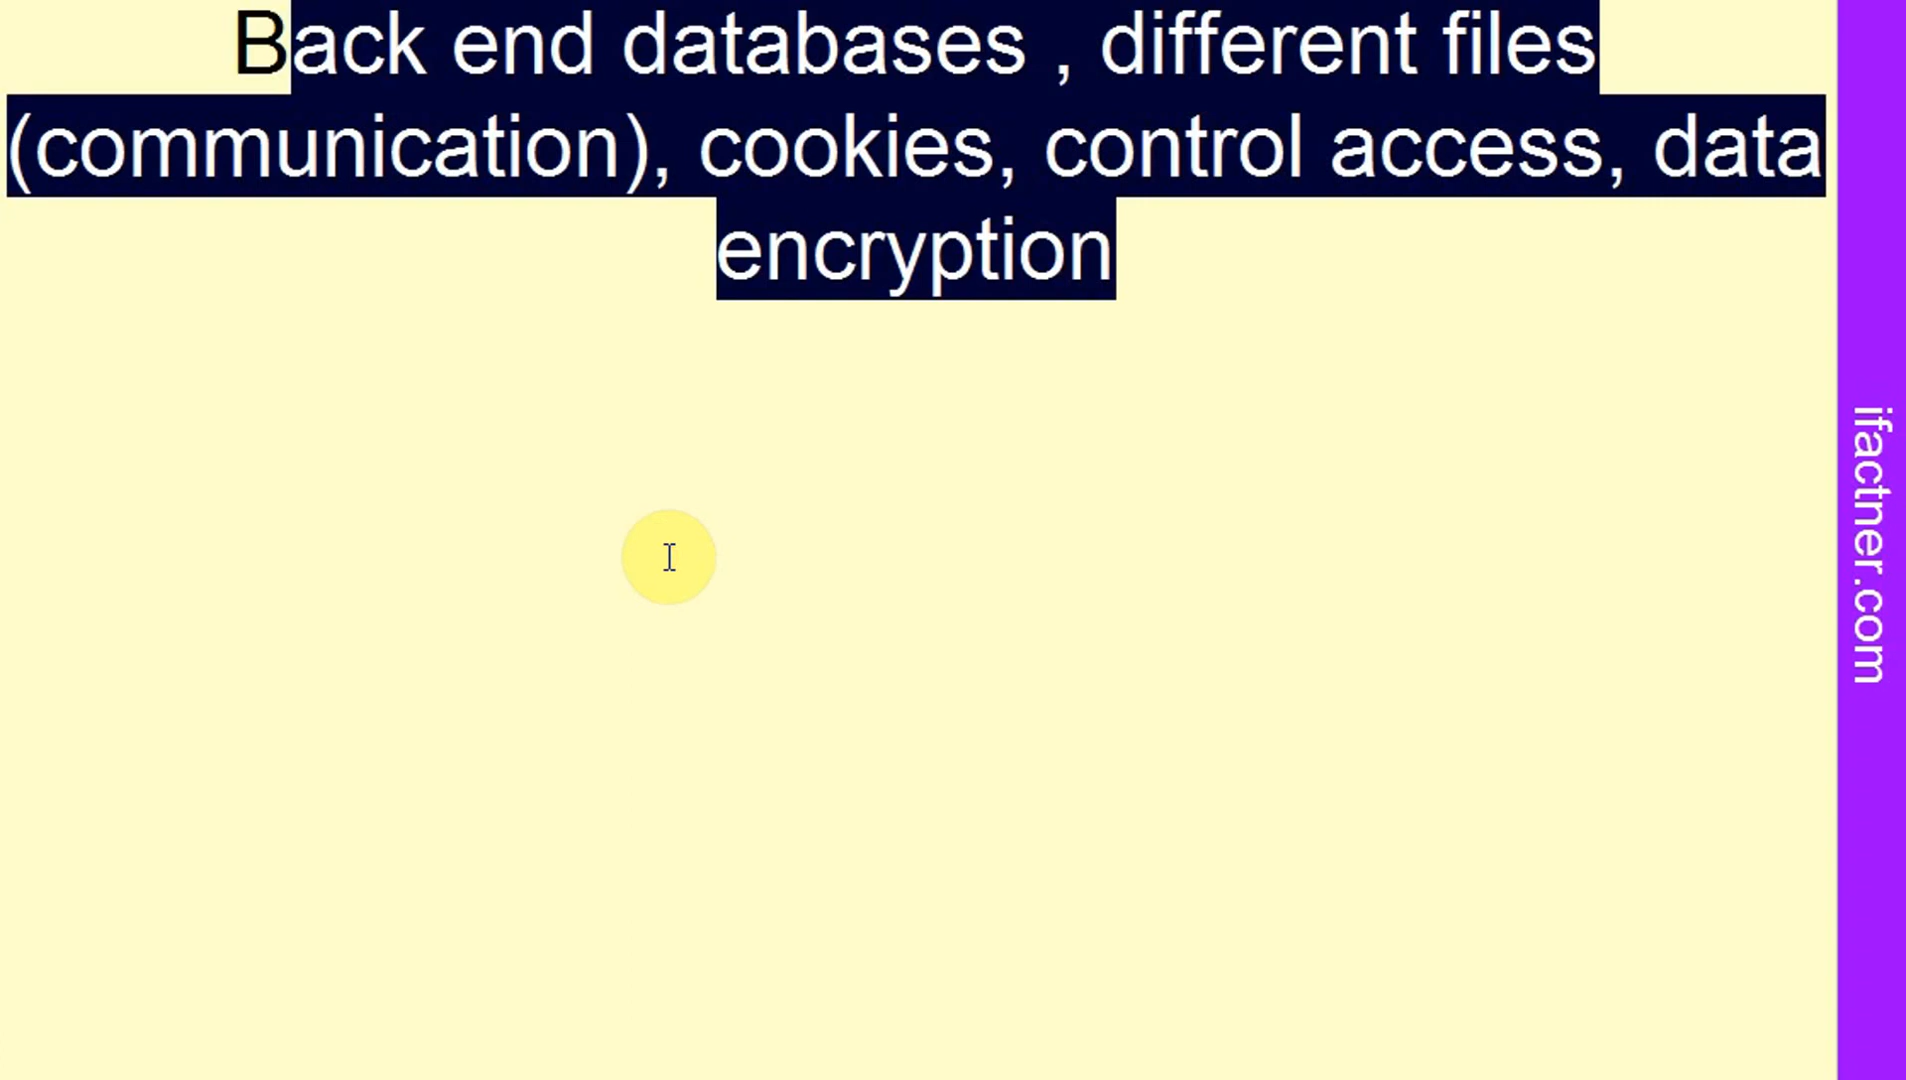 Back end databases , different files
(communication), cookies, control access, data
encryption
ifactner.com